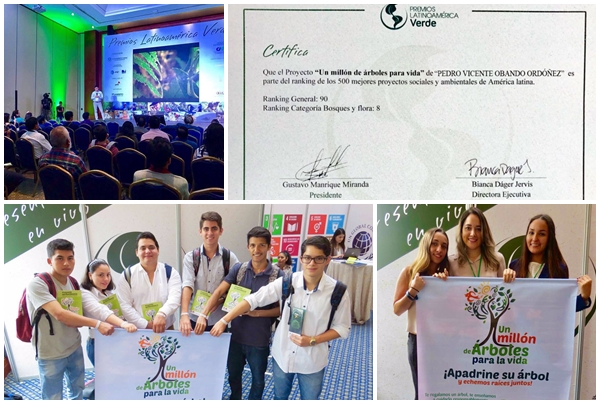 Premios Latinoamérica Verde
PREMIOS
LATINOAMÉRICA
Verde
Certifica
Que el Proyecto “Un millón de árboles para vida” de “PEDRO VICENTE OBANDO ORDÓÑEZ” es
parte del ranking de los 500 mejores proyectos sociales y ambientales de América latina.
Ranking General: 90
Ranking Categoría Bosques y flora: 8
Gustavo Manrique Miranda
Presidente
Bianca Dáger Jervis
Directora Ejecutiva
en vivo
Un
millón
de Árboles
para la vida
en vivo
Un
millón
de Árboles
para la vida
¡Apadrine su árbol
y echemos raíces juntos!